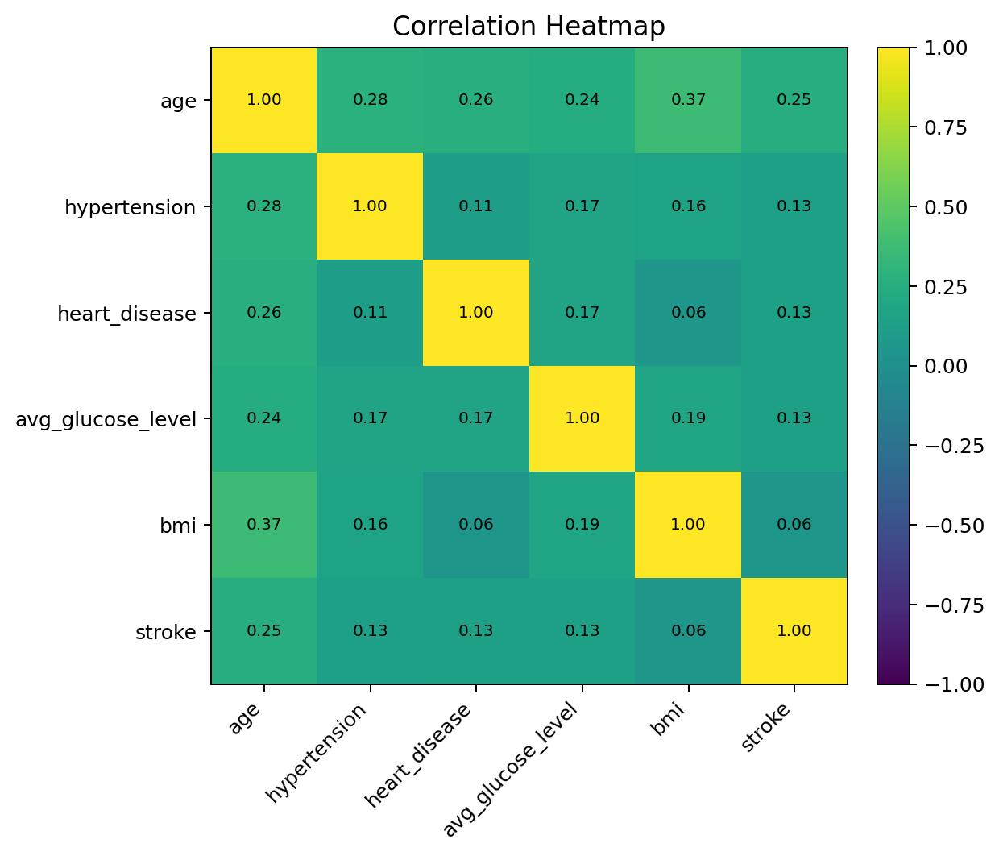 Correlation Heatmap
age 1.00 0.28 0.26 0.24 0.37 0.25
hypertension 0.28 1.00 0.11 0.17 0.16 0.13
heart_disease 0.26 0.11 1.00 0.17 0.06 0.13
avg_glucose_level 0.24 0.17 0.17 1.00 0.19 0.13
bmi 0.37 0.16 0.06 0.19 1.00 0.06
stroke 0.25 0.13 0.13 0.13 0.06 1.00
age
hypertension
heart_disease
avg_glucose_level
bmi
stroke
1.00
0.75
0.50
0.25
0.00
−0.25
−0.50
−0.75
−1.00